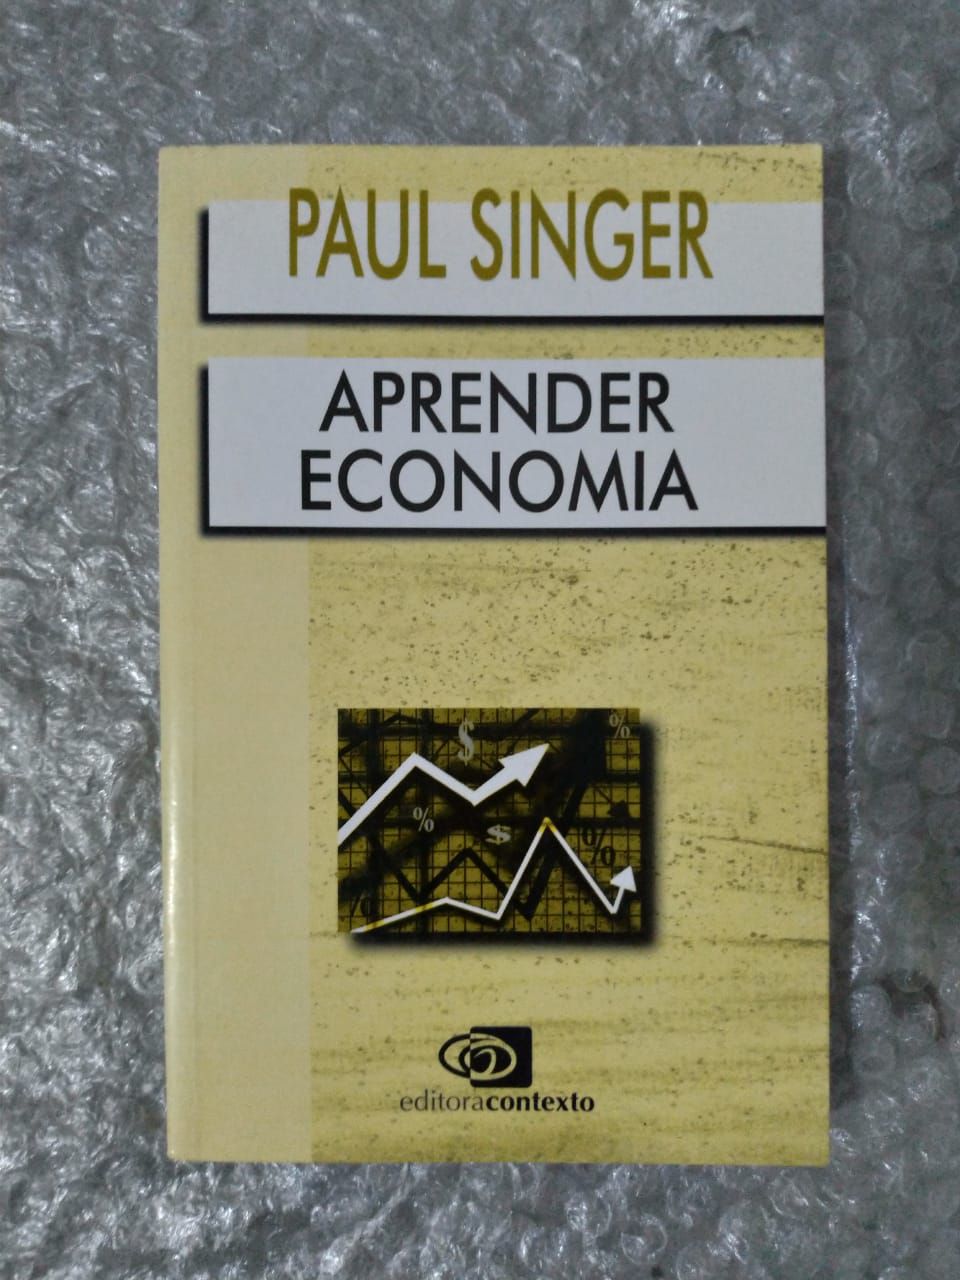 PAUL SINGER
APRENDER
ECONOMIA
$
%
%
$
%
%
editoracontexto